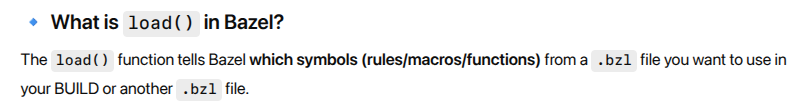 What is load() in Bazel?
The load() function tells Bazel which symbols (rules/macros/functions) from a .bzl file you want to use in
your BUILD or another .bzl file.